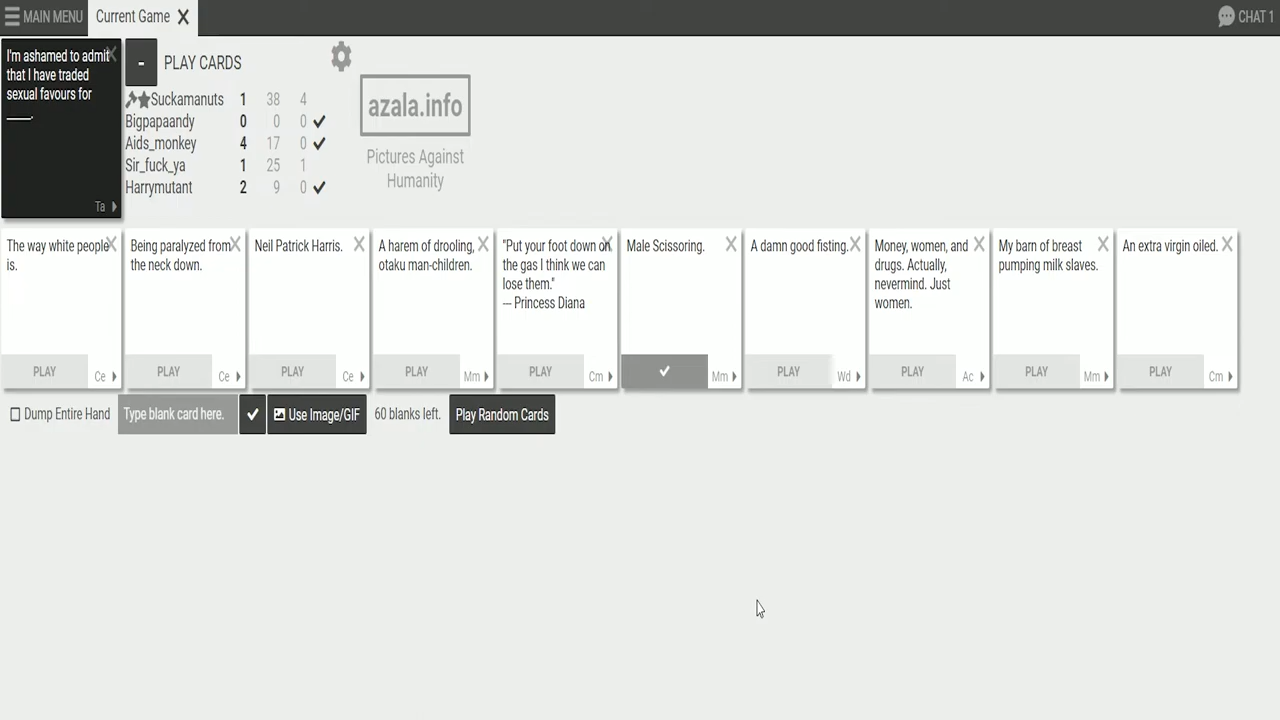 MAIN MENU
Current Game
CHAT 1
I'm ashamed to admit
that I have traded
sexual favours for
____.
Ta
-
PLAY CARDS
Suckamanuts 1 38 4
Bigpapaandy 0 0 0
Aids_monkey 4 17 0
Sir_fuck_ya 1 25 1
Harrymutant 2 9 0
azala.info
Pictures Against
Humanity
The way white people
is.
PLAY
Ce
Being paralyzed from
the neck down.
PLAY
Ce
Neil Patrick Harris.
PLAY
Ce
A harem of drooling,
otaku man-children.
PLAY
Mm
"Put your foot down on
the gas I think we can
lose them."
— Princess Diana
PLAY
Cm
Male Scissoring.
Mm
A damn good fisting.
PLAY
Wd
Money, women, and
drugs. Actually,
nevermind. Just
women.
PLAY
Ac
My barn of breast
pumping milk slaves.
PLAY
Mm
An extra virgin oiled.
PLAY
Cm
Dump Entire Hand
Type blank card here.
Use Image/GIF
60 blanks left.
Play Random Cards